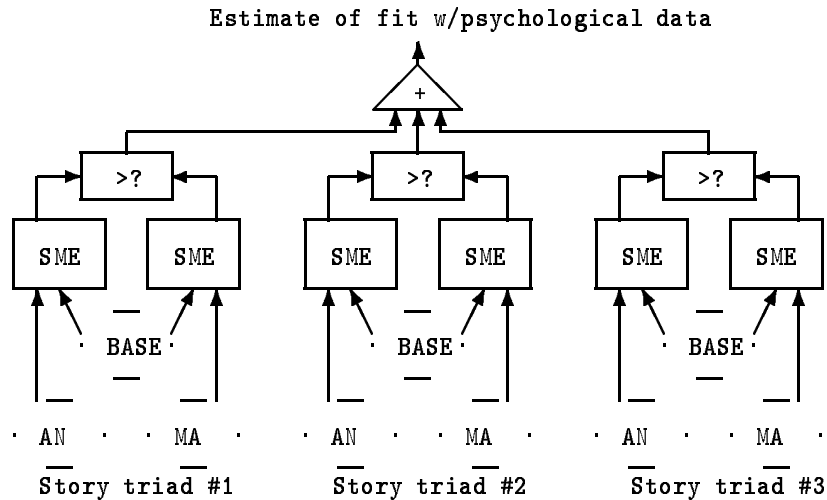 Estimate of fit w/psychological data
+
>? >? >?
SME SME SME SME SME SME
BASE BASE BASE
AN MA AN MA AN MA
Story triad #1 Story triad #2 Story triad #3